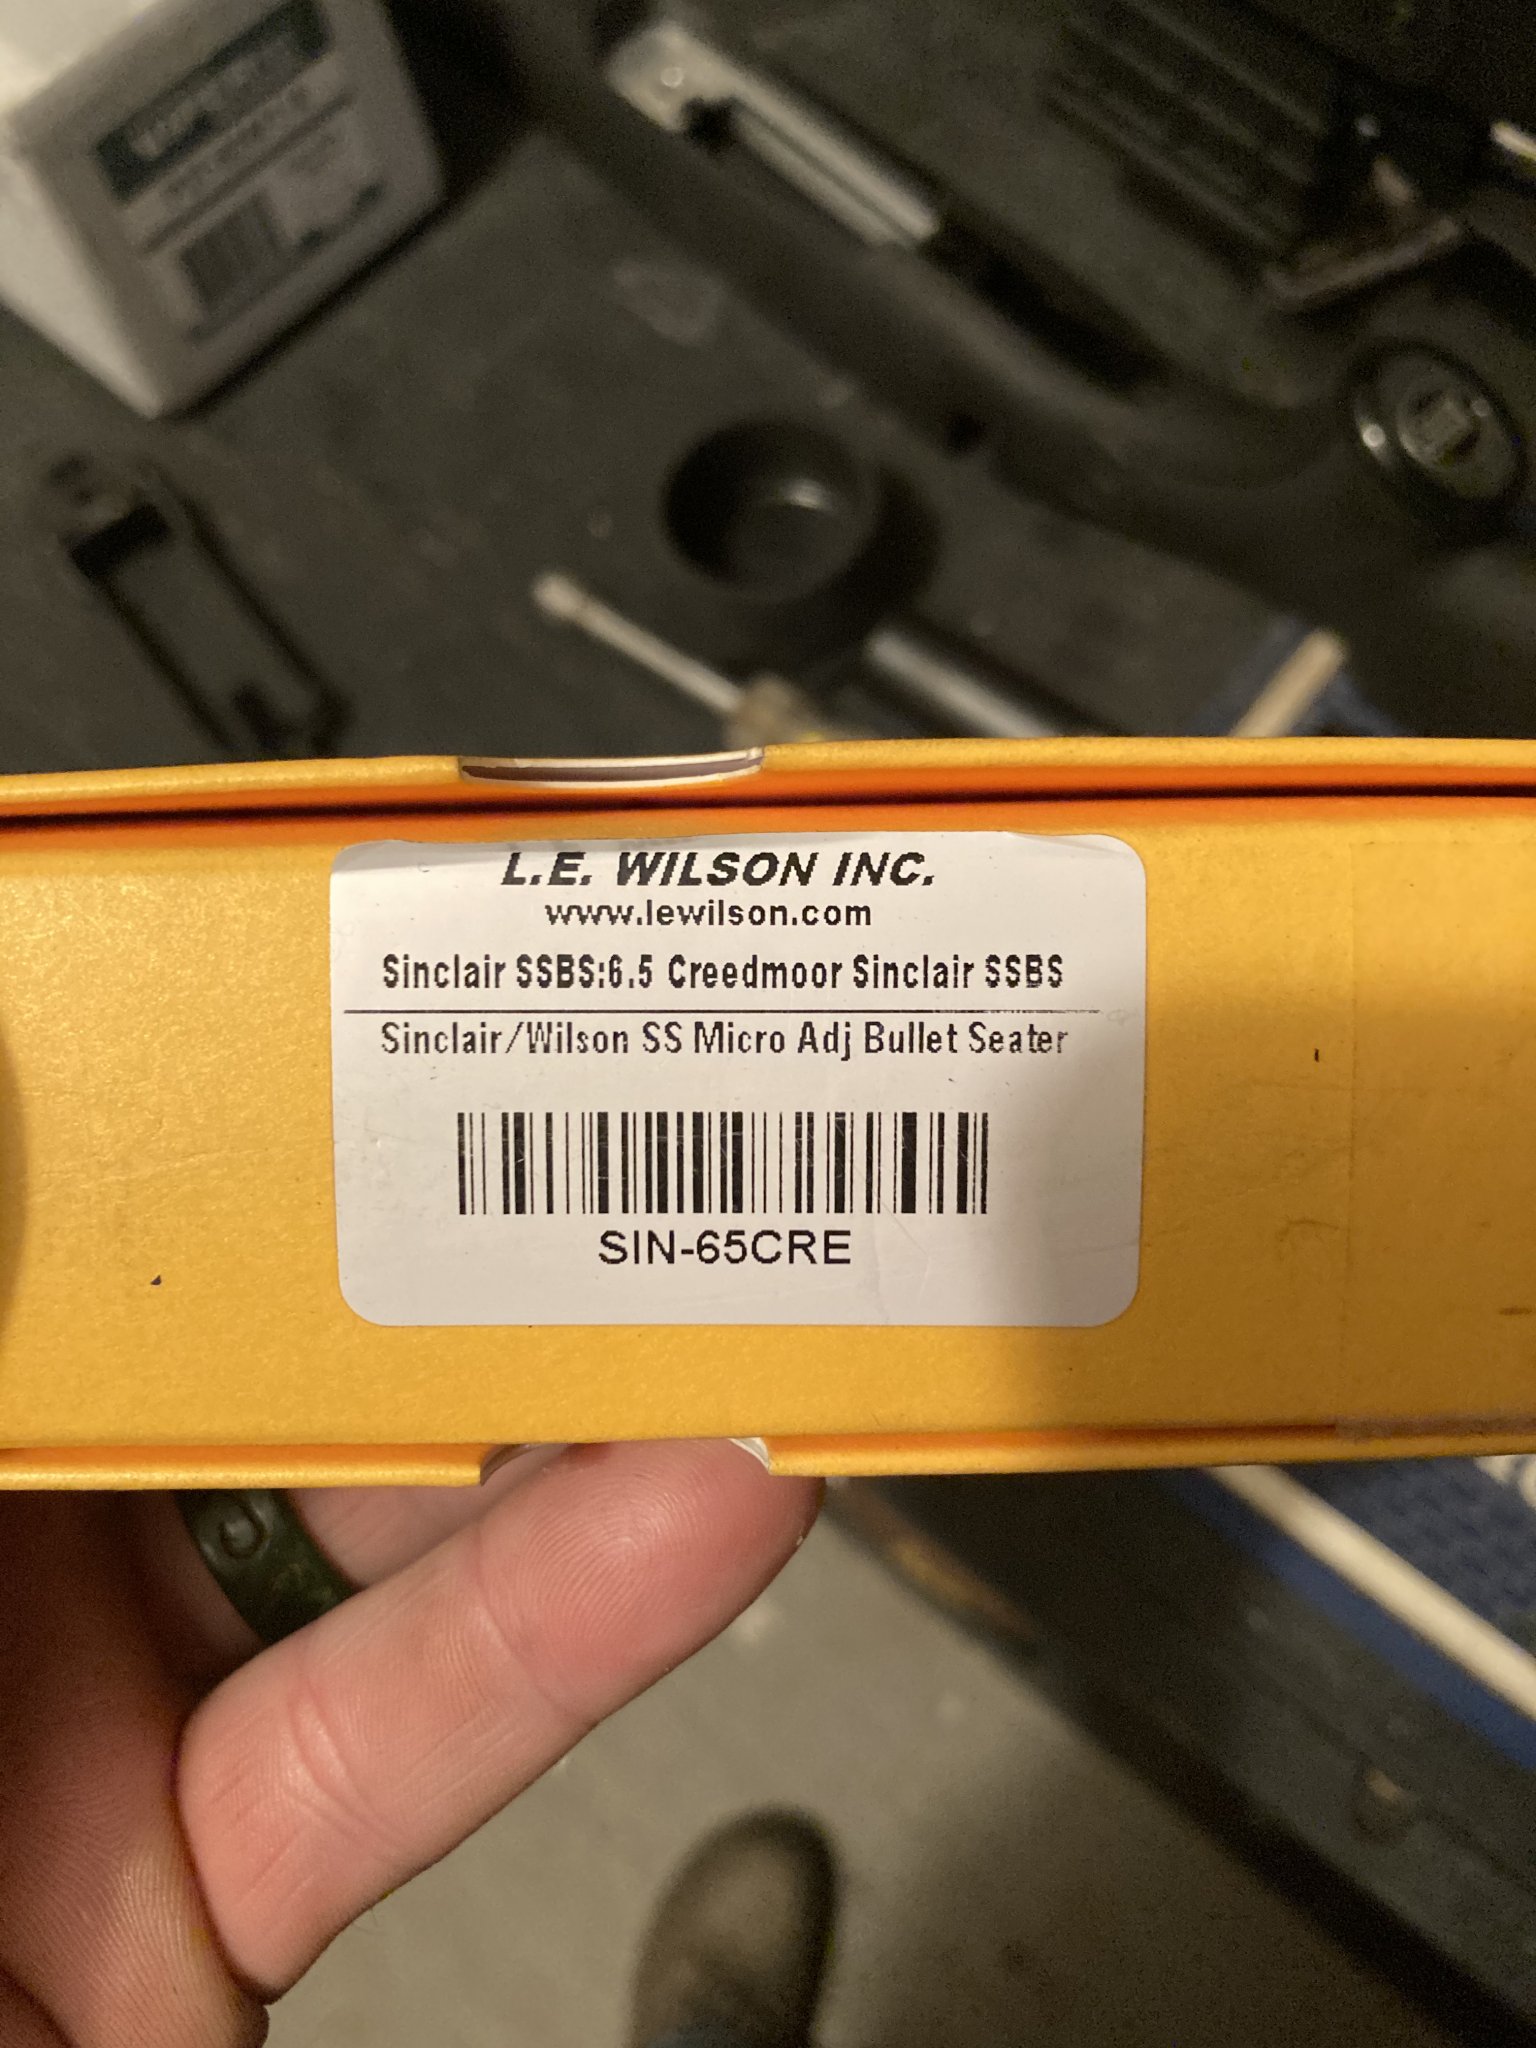 L.E. WILSON INC.
www.lewilson.com
Sinclair SSBS:6.5 Creedmoor Sinclair SSBS
Sinclair/Wilson SS Micro Adj Bullet Seater
SIN-65CRE